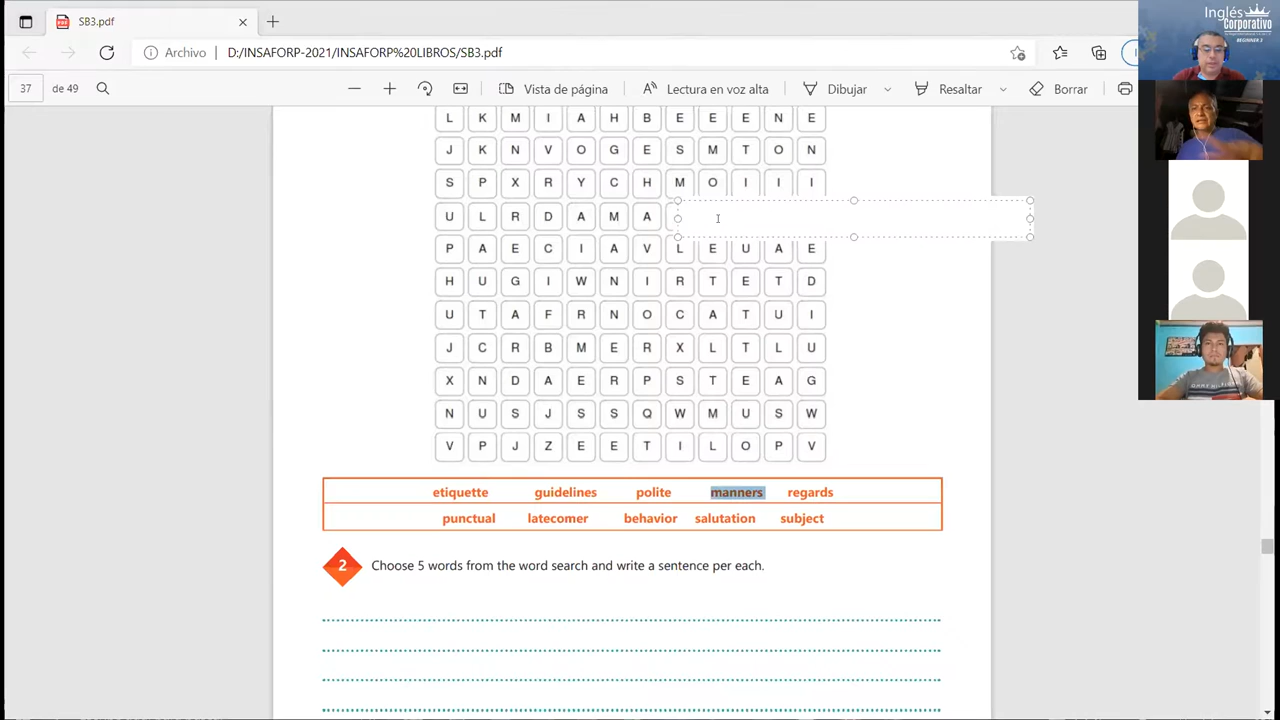 SB3.pdf
Archivo D:/INSAFORP-2021/INSAFORP%20LIBROS/SB3.pdf
37 de 49 Vista de página Lectura en voz alta Dibujar Resaltar Borrar
L K M I A H B E E E N E
J K N V O G E S M T O N
S P X R Y C H M O I I I
U L R D A M A
P A E C I A V L E U A E
H U G I W N I R T E T D
U T A F R N O C A T U I
J C R B M E R X L T L U
X N D A E R P S T E A G
N U S J S S Q W M U S W
V P J Z E E T I L O P V
etiquette guidelines polite manners regards
punctual latecomer behavior salutation subject
2 Choose 5 words from the word search and write a sentence per each.
Inglés
Corporativo
BEGINNER 3